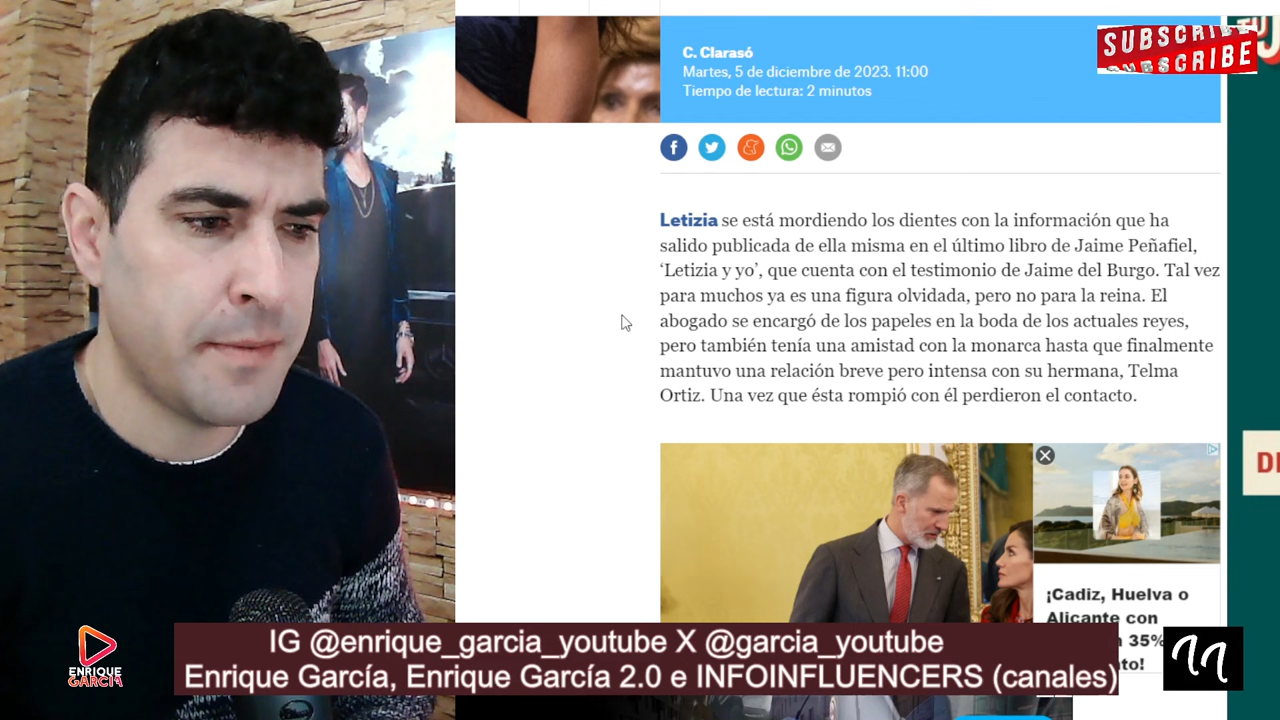 C. Clarasó
Martes, 5 de diciembre de 2023. 11:00
Tiempo de lectura: 2 minutos
SUBSCRIBE
SUBSCRIBE
TU
Letizia se está mordiendo los dientes con la información que ha
salido publicada de ella misma en el último libro de Jaime Peñafiel,
‘Letizia y yo’, que cuenta con el testimonio de Jaime del Burgo. Tal vez
para muchos ya es una figura olvidada, pero no para la reina. El
abogado se encargó de los papeles en la boda de los actuales reyes,
pero también tenía una amistad con la monarca hasta que finalmente
mantuvo una relación breve pero intensa con su hermana, Telma
Ortiz. Una vez que ésta rompió con él perdieron el contacto.
¡Cadiz, Huelva o
Alicante con
35%
IG @enrique_garcia_youtube X @garcia_youtube
Enrique García, Enrique García 2.0 e INFOINFLUENCERS (canales)
ENRIQUE
GARCÍA